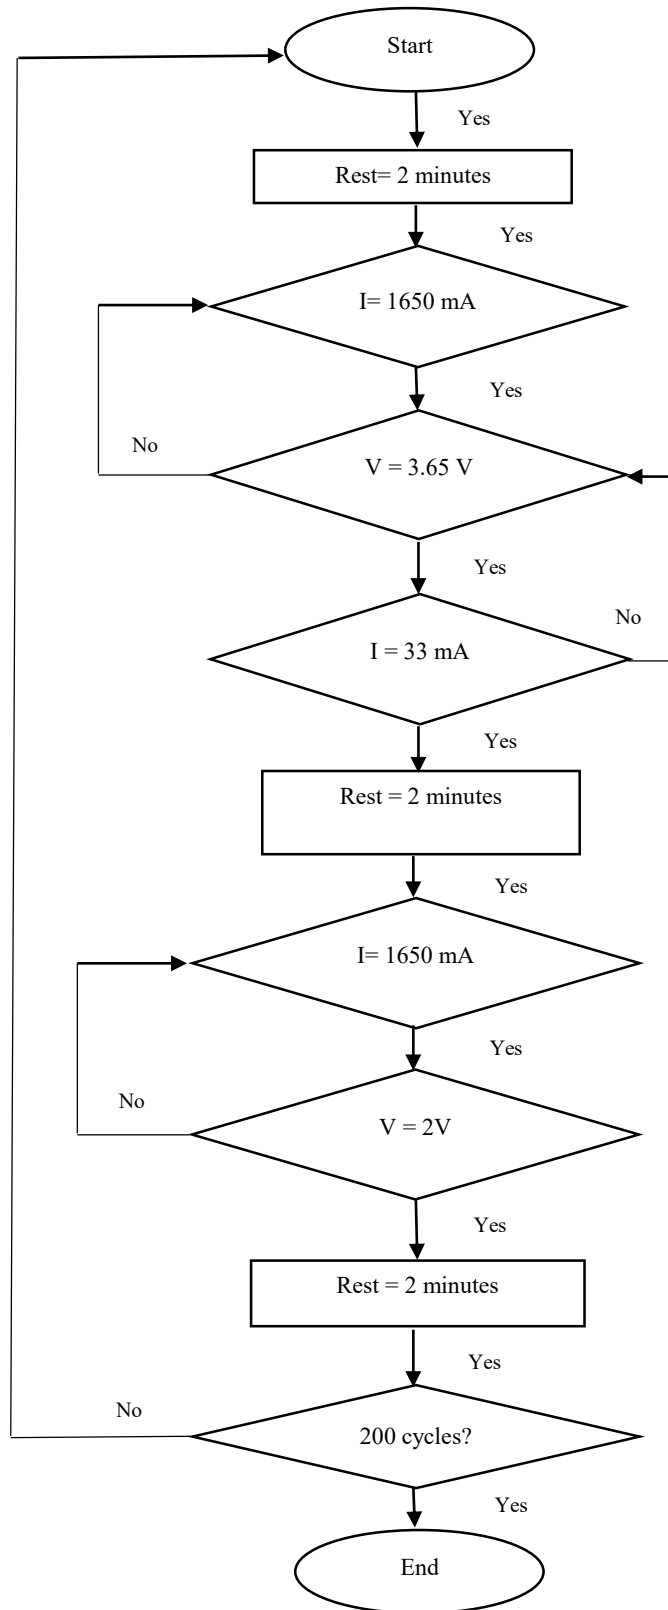 Start
Yes
Rest= 2 minutes
Yes
I= 1650 mA
Yes
No
V = 3.65 V
Yes
No
I = 33 mA
Yes
Rest = 2 minutes
Yes
I= 1650 mA
Yes
No
V = 2V
Yes
Rest = 2 minutes
Yes
No
200 cycles?
Yes
End